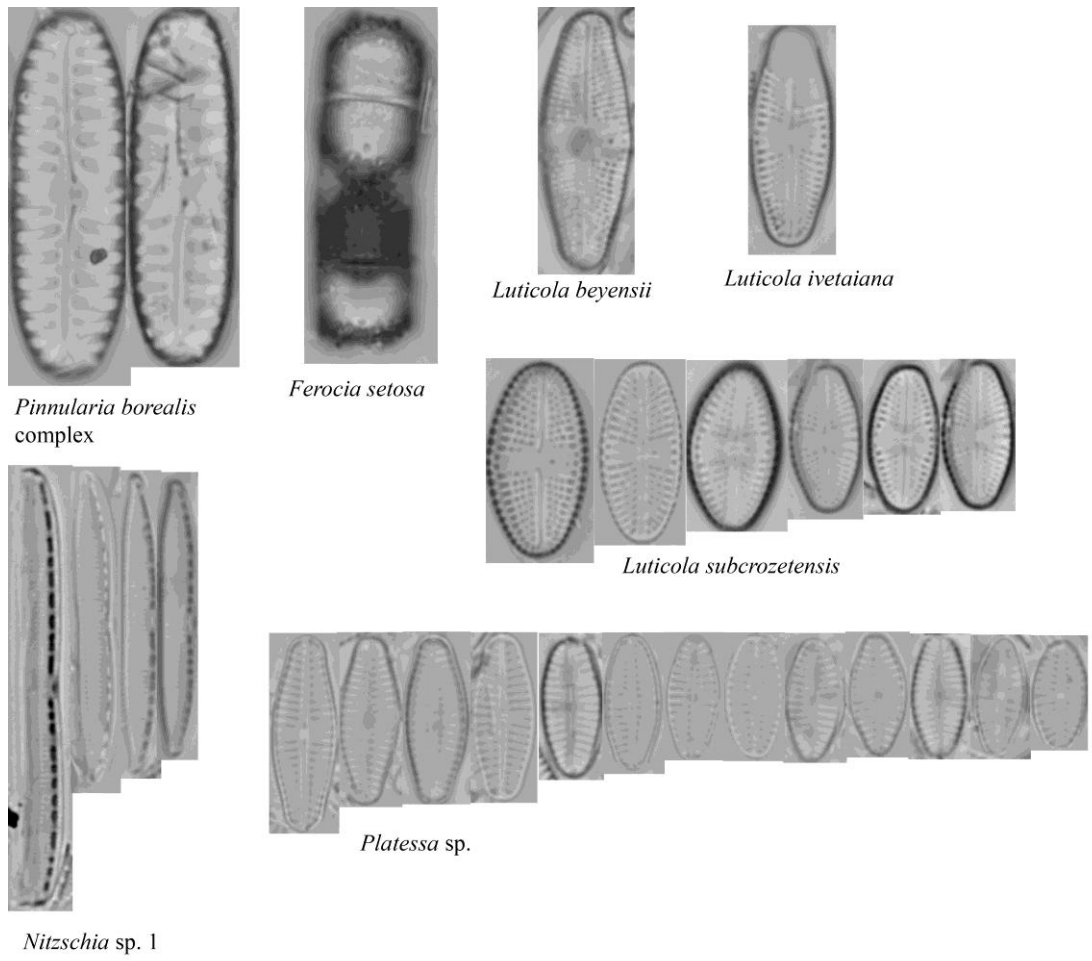 Pinnularia borealis
complex
Ferocia setosa
Luticola beyensii
Luticola ivetaiana
Luticola subcrozetensis
Platessa sp.
Nitzschia sp. 1